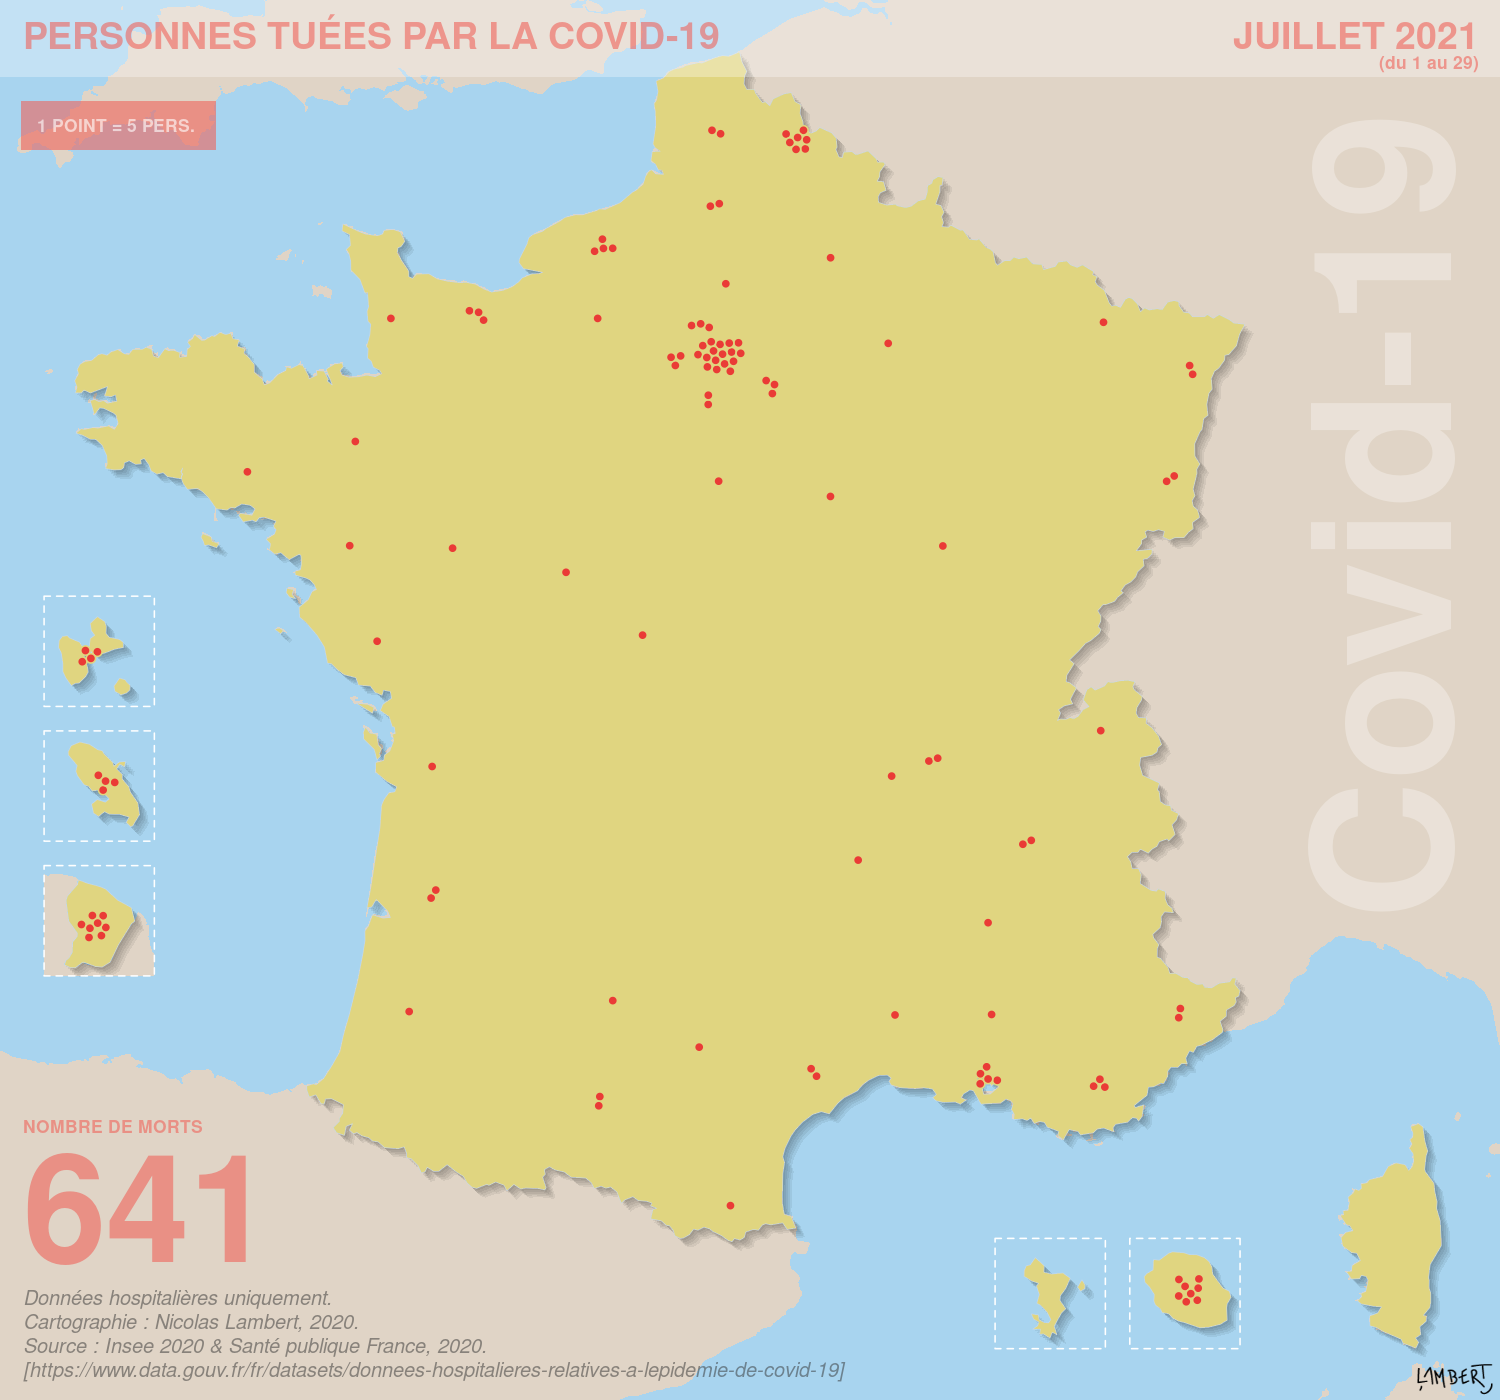 PERSONNES TUÉES PAR LA COVID-19
JUILLET 2021
(du 1 au 29)
1 POINT = 5 PERS.
Covid-19
NOMBRE DE MORTS
641
Données hospitalières uniquement.
Cartographie : Nicolas Lambert, 2020.
Source : Insee 2020 & Santé publique France, 2020.
[https://www.data.gouv.fr/fr/datasets/donnees-hospitalieres-relatives-a-lepidemie-de-covid-19]
LAMBERT